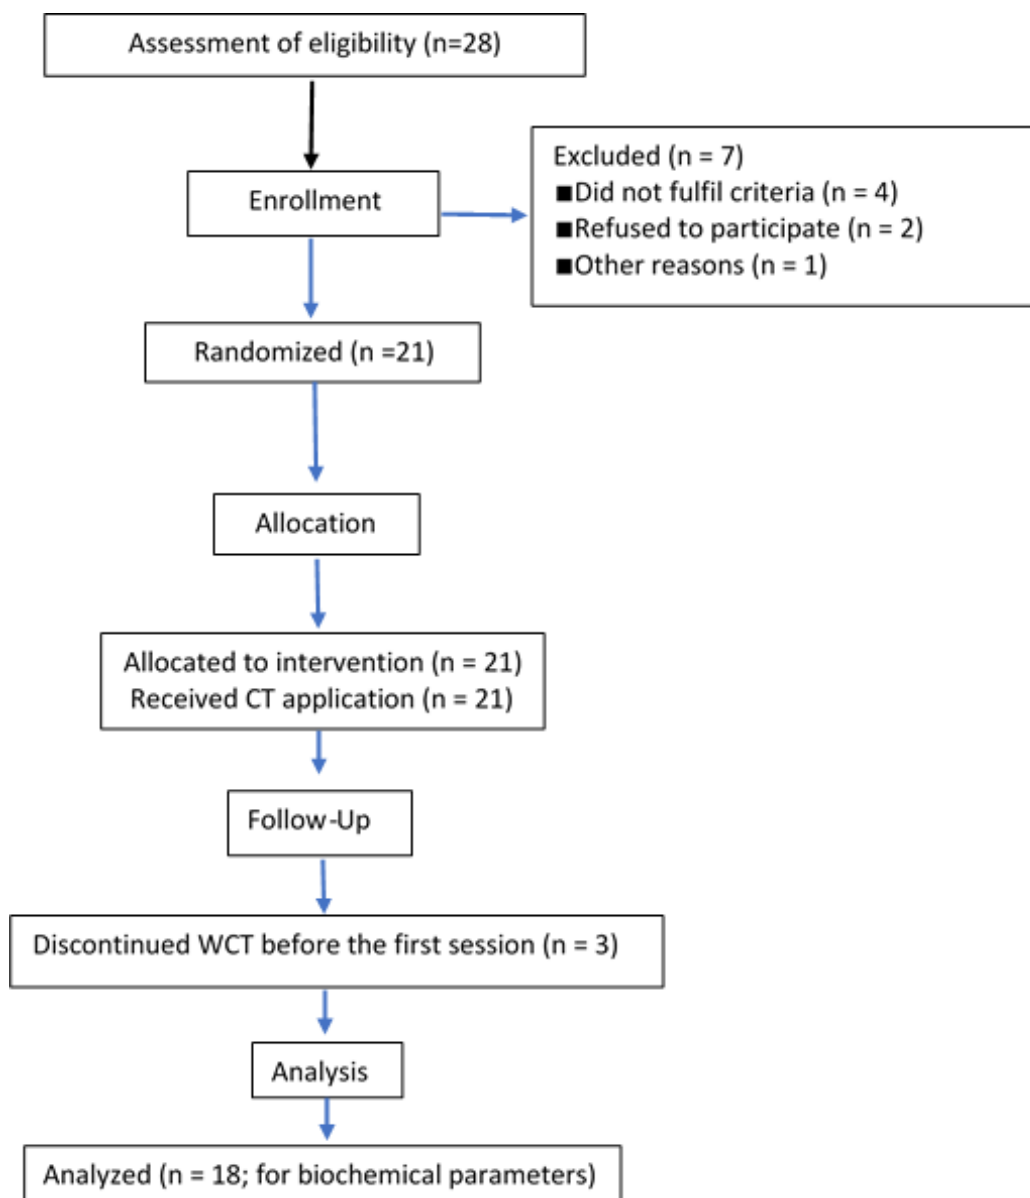 Assessment of eligibility (n=28)
Enrollment
Excluded (n = 7)
■Did not fulfil criteria (n = 4)
■Refused to participate (n = 2)
■Other reasons (n = 1)
Randomized (n =21)
Allocation
Allocated to intervention (n = 21)
Received CT application (n = 21)
Follow-Up
Discontinued WCT before the first session (n = 3)
Analysis
Analyzed (n = 18; for biochemical parameters)